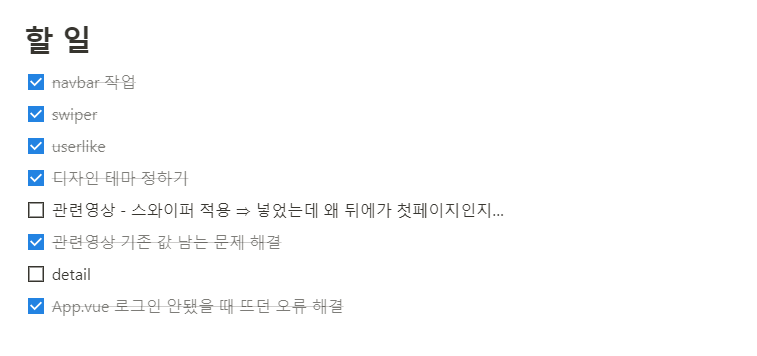 할 일
navbar 작업
swiper
userlike
디자인 테마 정하기
관련영상 - 스와이퍼 적용 ⇒ 넣었는데 왜 뒤에가 첫페이지인지...
관련영상 기존 값 남는 문제 해결
detail
App.vue 로그인 안됐을 때 뜨던 오류 해결